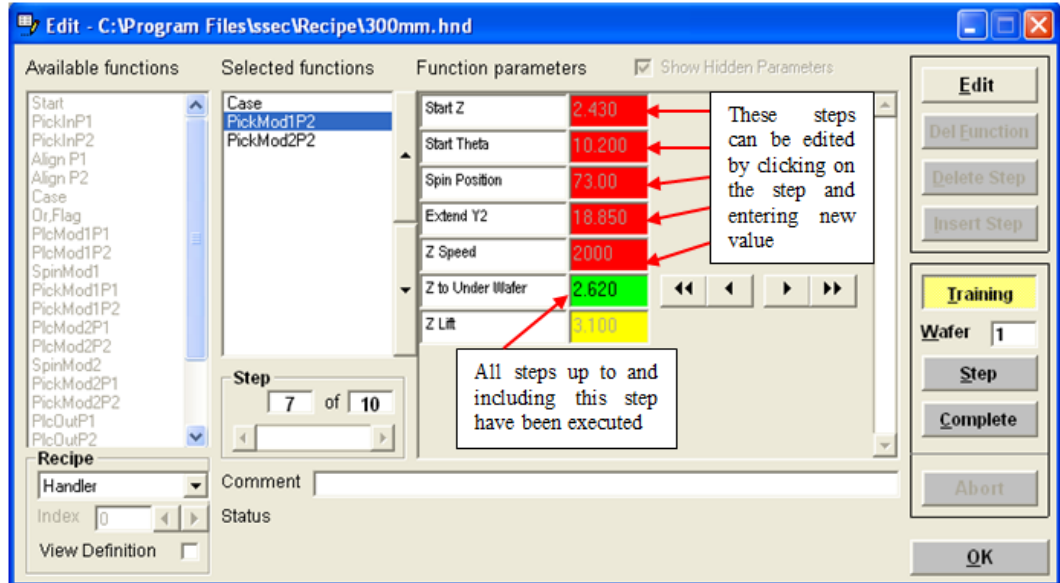 Edit - C:\Program Files\ssec\Recipe\300mm.hnd
Available functions
Selected functions
Function parameters
Show Hidden Parameters
Start
PickInP1
PickInP2
Align P1
Align P2
Case
Or,Flag
PlcMod1P1
PlcMod1P2
SpinMod1
PickMod1P1
PickMod1P2
PlcMod2P1
PlcMod2P2
SpinMod2
PickMod2P1
PickMod2P2
PlcOutP1
PlcOutP2
Case
PickMod1P2
PickMod2P2
Start Z 2.430
Start Theta 10.200
Spin Position 73.00
Extend Y2 18.850
Z Speed 2000
Z to Under Wafer 2.620
Z Lift 3.100
These steps
can be edited
by clicking on
the step and
entering new
value
All steps up to and
including this step
have been executed
Step
7 of 10
Recipe
Handler
Index 0
View Definition
Comment
Status
Edit
Del Function
Delete Step
Insert Step
Training
Wafer 1
Step
Complete
Abort
OK